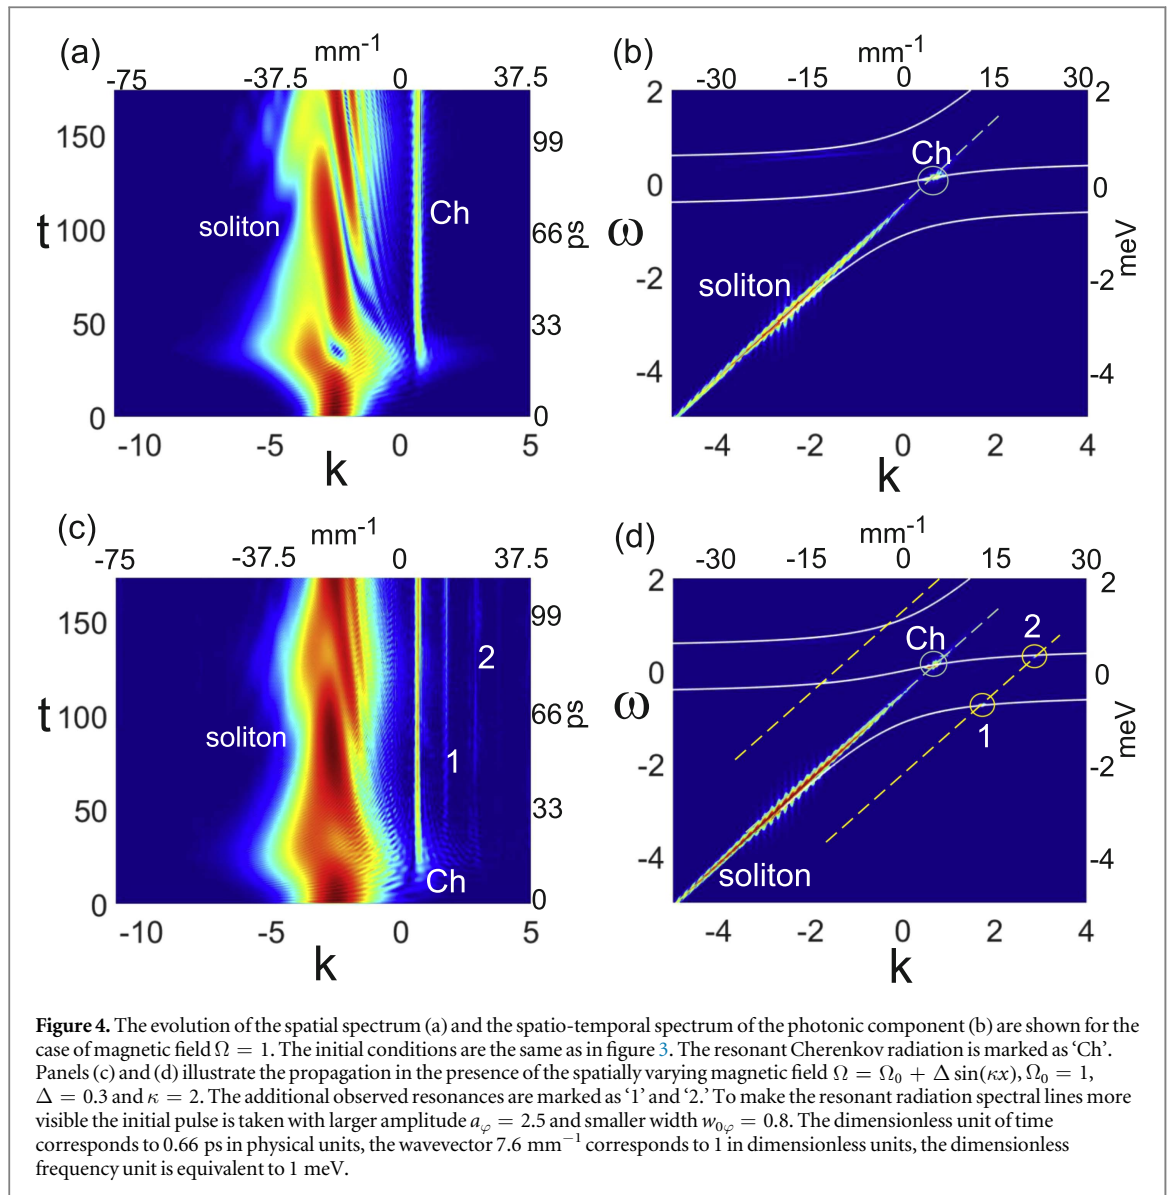 (a)
mm-1
-75 -37.5 0 37.5
150
100
50
0
t
99
66
33
0
ps
soliton
Ch
-10 -5 0 5
k
(b)
mm-1
-30 -15 0 15 30
2
0
-2
-4
ω
2
0
-2
-4
meV
Ch
soliton
-4 -2 0 2 4
k
(c)
mm-1
-75 -37.5 0 37.5
150
100
50
0
t
99
66
33
0
ps
2
soliton
1
Ch
-10 -5 0 5
k
(d)
mm-1
-30 -15 0 15 30
2
0
-2
-4
ω
2
0
-2
-4
meV
Ch
2
1
soliton
-4 -2 0 2 4
k
Figure 4. The evolution of the spatial spectrum (a) and the spatio-temporal spectrum of the photonic component (b) are shown for the
case of magnetic field Ω = 1. The initial conditions are the same as in figure 3. The resonant Cherenkov radiation is marked as ‘Ch’.
Panels (c) and (d) illustrate the propagation in the presence of the spatially varying magnetic field Ω = Ω₀ + Δ sin(κx), Ω₀ = 1,
Δ = 0.3 and κ = 2. The additional observed resonances are marked as ‘1’ and ‘2.’ To make the resonant radiation spectral lines more
visible the initial pulse is taken with larger amplitude aφ = 2.5 and smaller width w₀φ = 0.8. The dimensionless unit of time
corresponds to 0.66 ps in physical units, the wavevector 7.6 mm⁻¹ corresponds to 1 in dimensionless units, the dimensionless
frequency unit is equivalent to 1 meV.